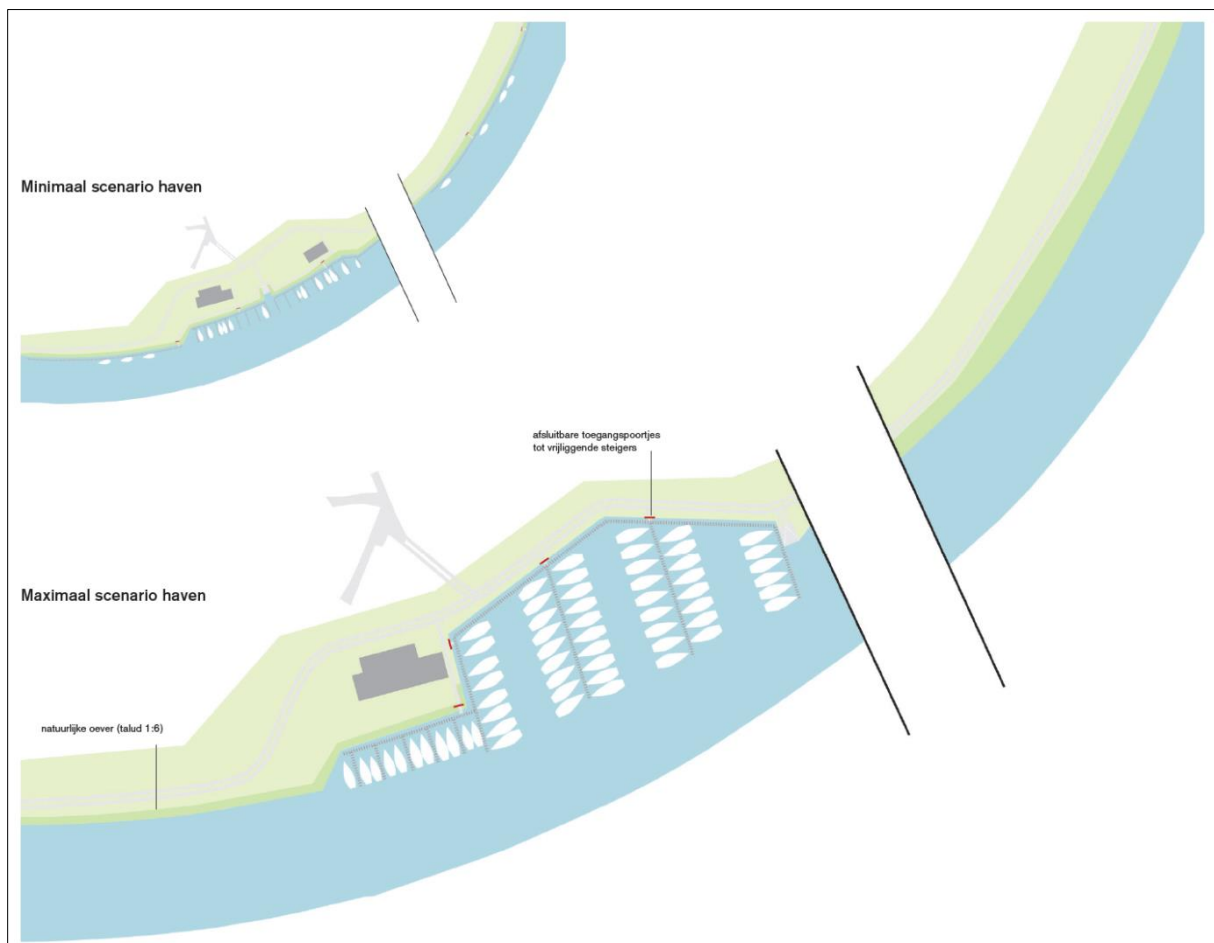 Minimaal scenario haven
afsluitbare toegangspoortjes
tot vrijliggende steigers
Maximaal scenario haven
natuurlijke oever (talud 1:6)